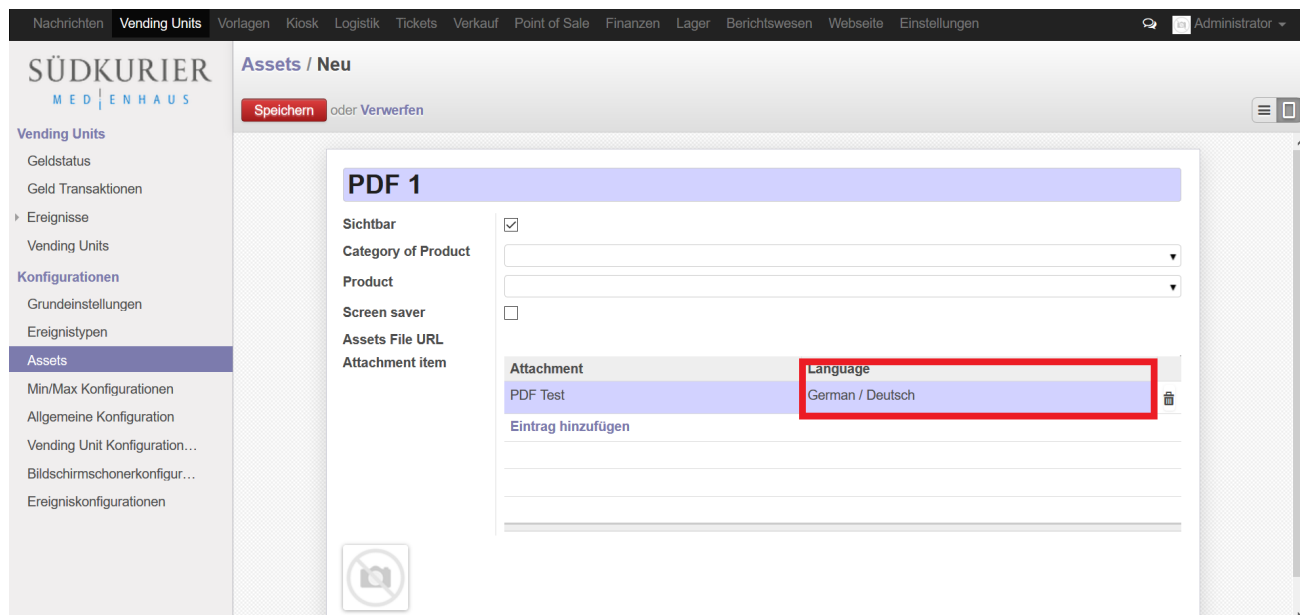 Nachrichten Vending Units Vorlagen Kiosk Logistik Tickets Verkauf Point of Sale Finanzen Lager Berichtswesen Webseite Einstellungen Administrator
SÜDKURIER
MEDIENHAUS
Vending Units
Geldstatus
Geld Transaktionen
Ereignisse
Vending Units
Konfigurationen
Grundeinstellungen
Ereignistypen
Assets
Min/Max Konfigurationen
Allgemeine Konfiguration
Vending Unit Konfiguration…
Bildschirmschonerkonfigur…
Ereigniskonfigurationen
Assets / Neu
Speichern oder Verwerfen
PDF 1
Sichtbar
Category of Product
Product
Screen saver
Assets File URL
Attachment item
Attachment Language
PDF Test German / Deutsch
Eintrag hinzufügen